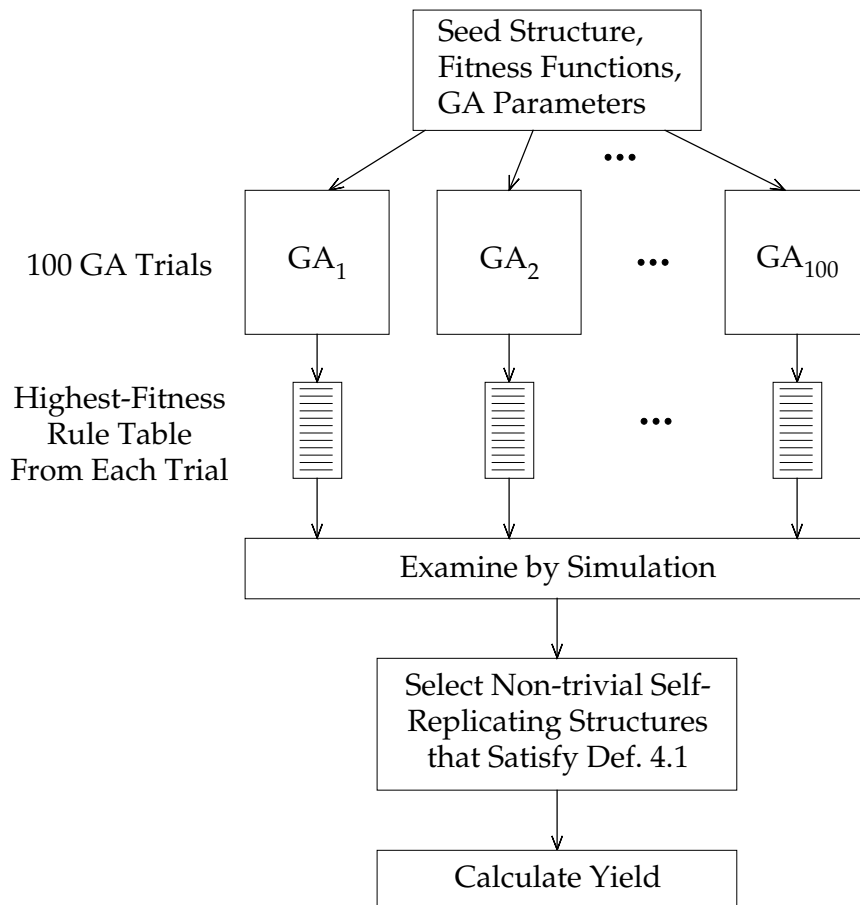 Seed Structure,
Fitness Functions,
GA Parameters
...
100 GA Trials
GA1
GA2
...
GA100
Highest-Fitness
Rule Table
From Each Trial
...
Examine by Simulation
Select Non-trivial Self-
Replicating Structures
that Satisfy Def. 4.1
Calculate Yield